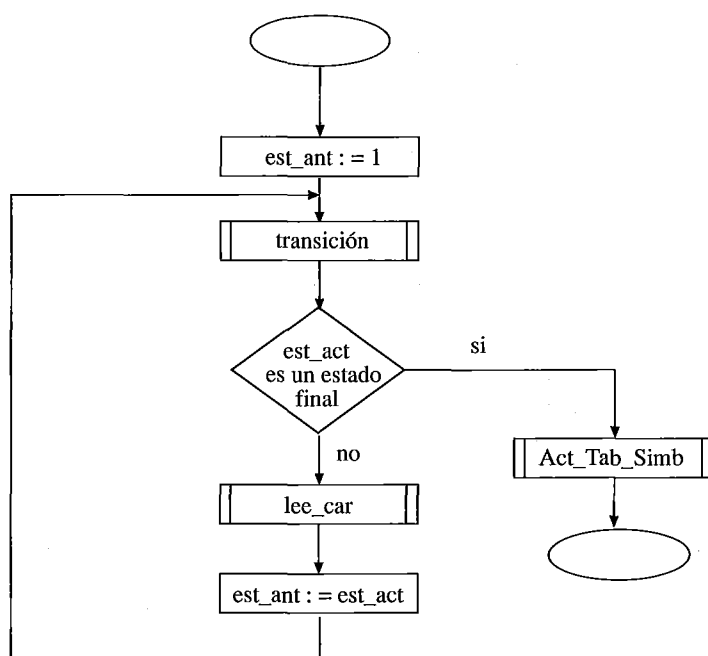 est_ant : = 1
transición
est_act
es un estado
final
si
no
Act_Tab_Simb
lee_car
est_ant : = est_act